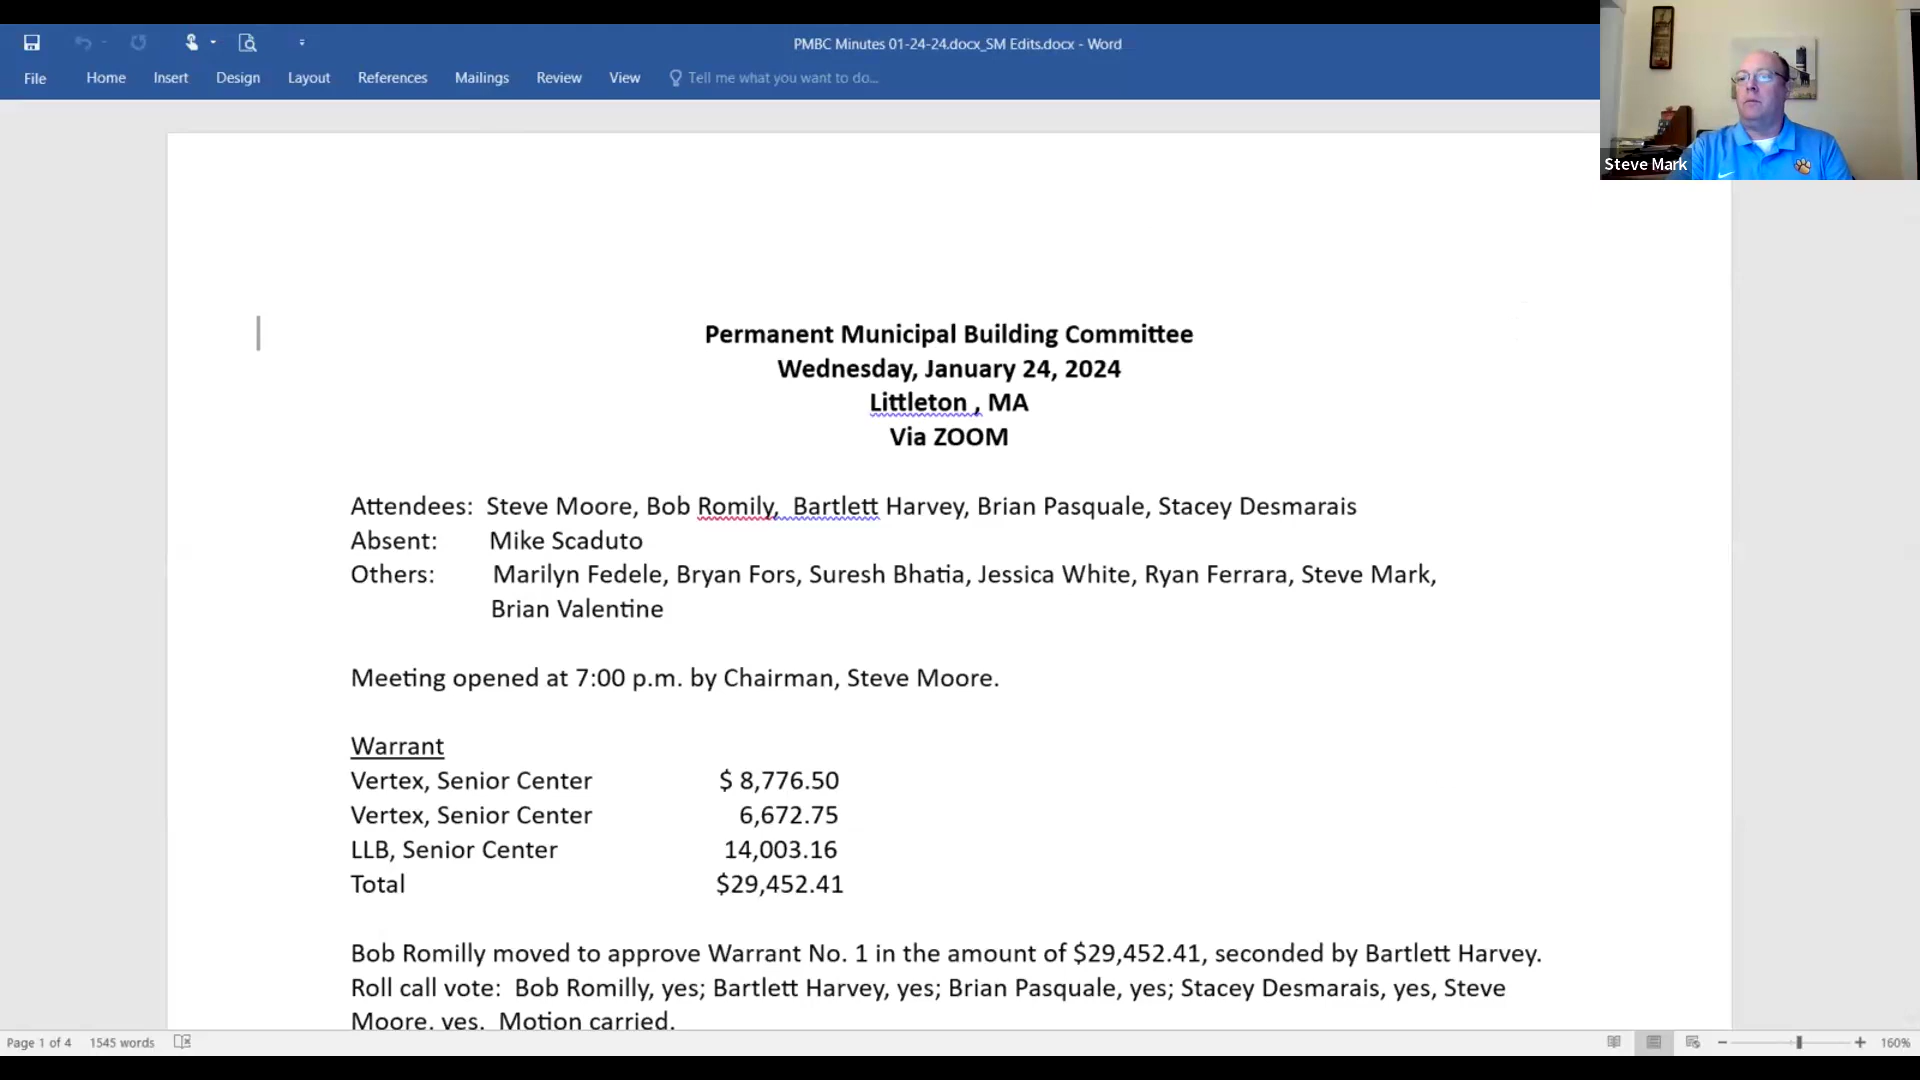 PMBC Minutes 01-24-24.docx_SM Edits.docx - Word
File Home Insert Design Layout References Mailings Review View Tell me what you want to do...
Steve Mark
Permanent Municipal Building Committee
Wednesday, January 24, 2024
Littleton , MA
Via ZOOM
Attendees: Steve Moore, Bob Romily, Bartlett Harvey, Brian Pasquale, Stacey Desmarais
Absent: Mike Scaduto
Others: Marilyn Fedele, Bryan Fors, Suresh Bhatia, Jessica White, Ryan Ferrara, Steve Mark,
Brian Valentine
Meeting opened at 7:00 p.m. by Chairman, Steve Moore.
Warrant
Vertex, Senior Center $ 8,776.50
Vertex, Senior Center 6,672.75
LLB, Senior Center 14,003.16
Total $29,452.41
Bob Romilly moved to approve Warrant No. 1 in the amount of $29,452.41, seconded by Bartlett Harvey.
Roll call vote: Bob Romilly, yes; Bartlett Harvey, yes; Brian Pasquale, yes; Stacey Desmarais, yes, Steve
Moore, yes. Motion carried.
Page 1 of 4 1545 words 160%